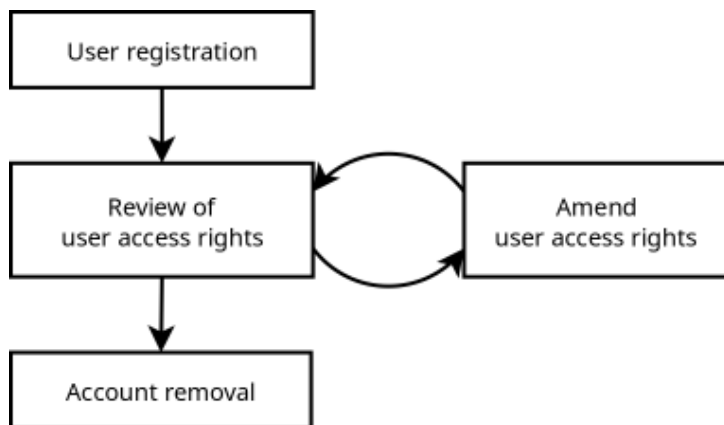 User registration
Review of
user access rights
Amend
user access rights
Account removal